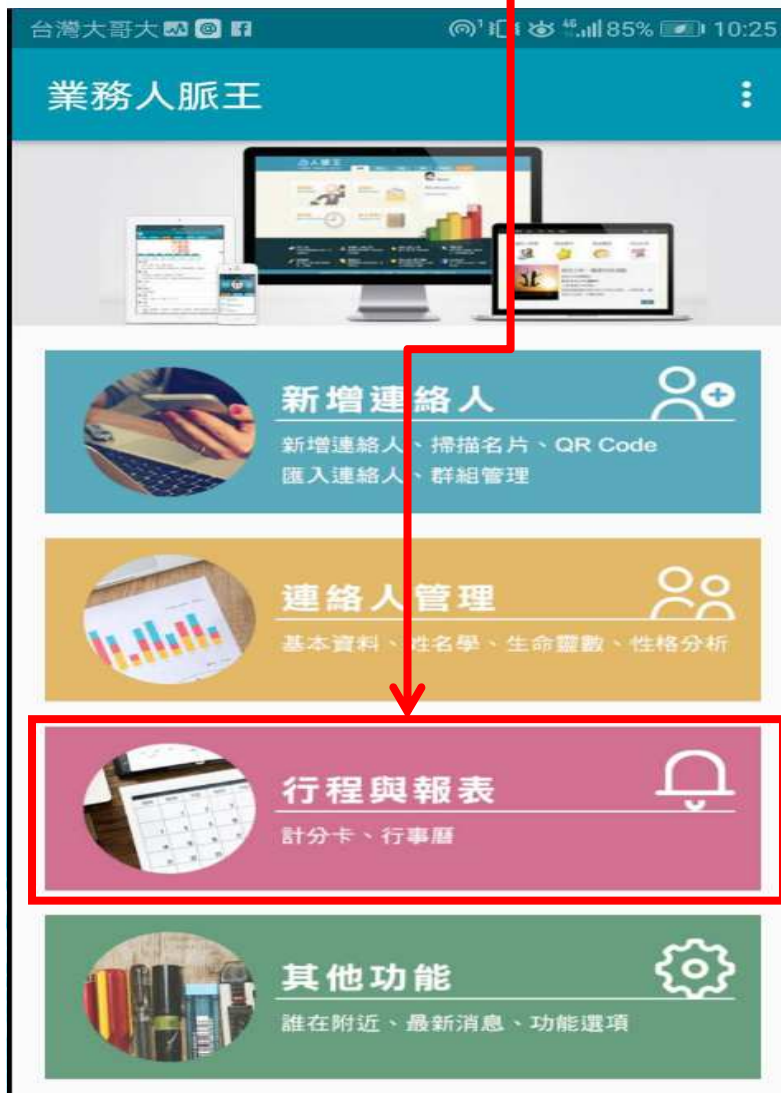 台灣大哥大 85% 10:25
業務人脈王
新增連絡人
新增連絡人、掃描名片、QR Code
匯入連絡人、群組管理
連絡人管理
基本資料、姓名學、生命靈數、性格分析
行程與報表
計分卡、行事曆
其他功能
誰在附近、最新消息、功能選項